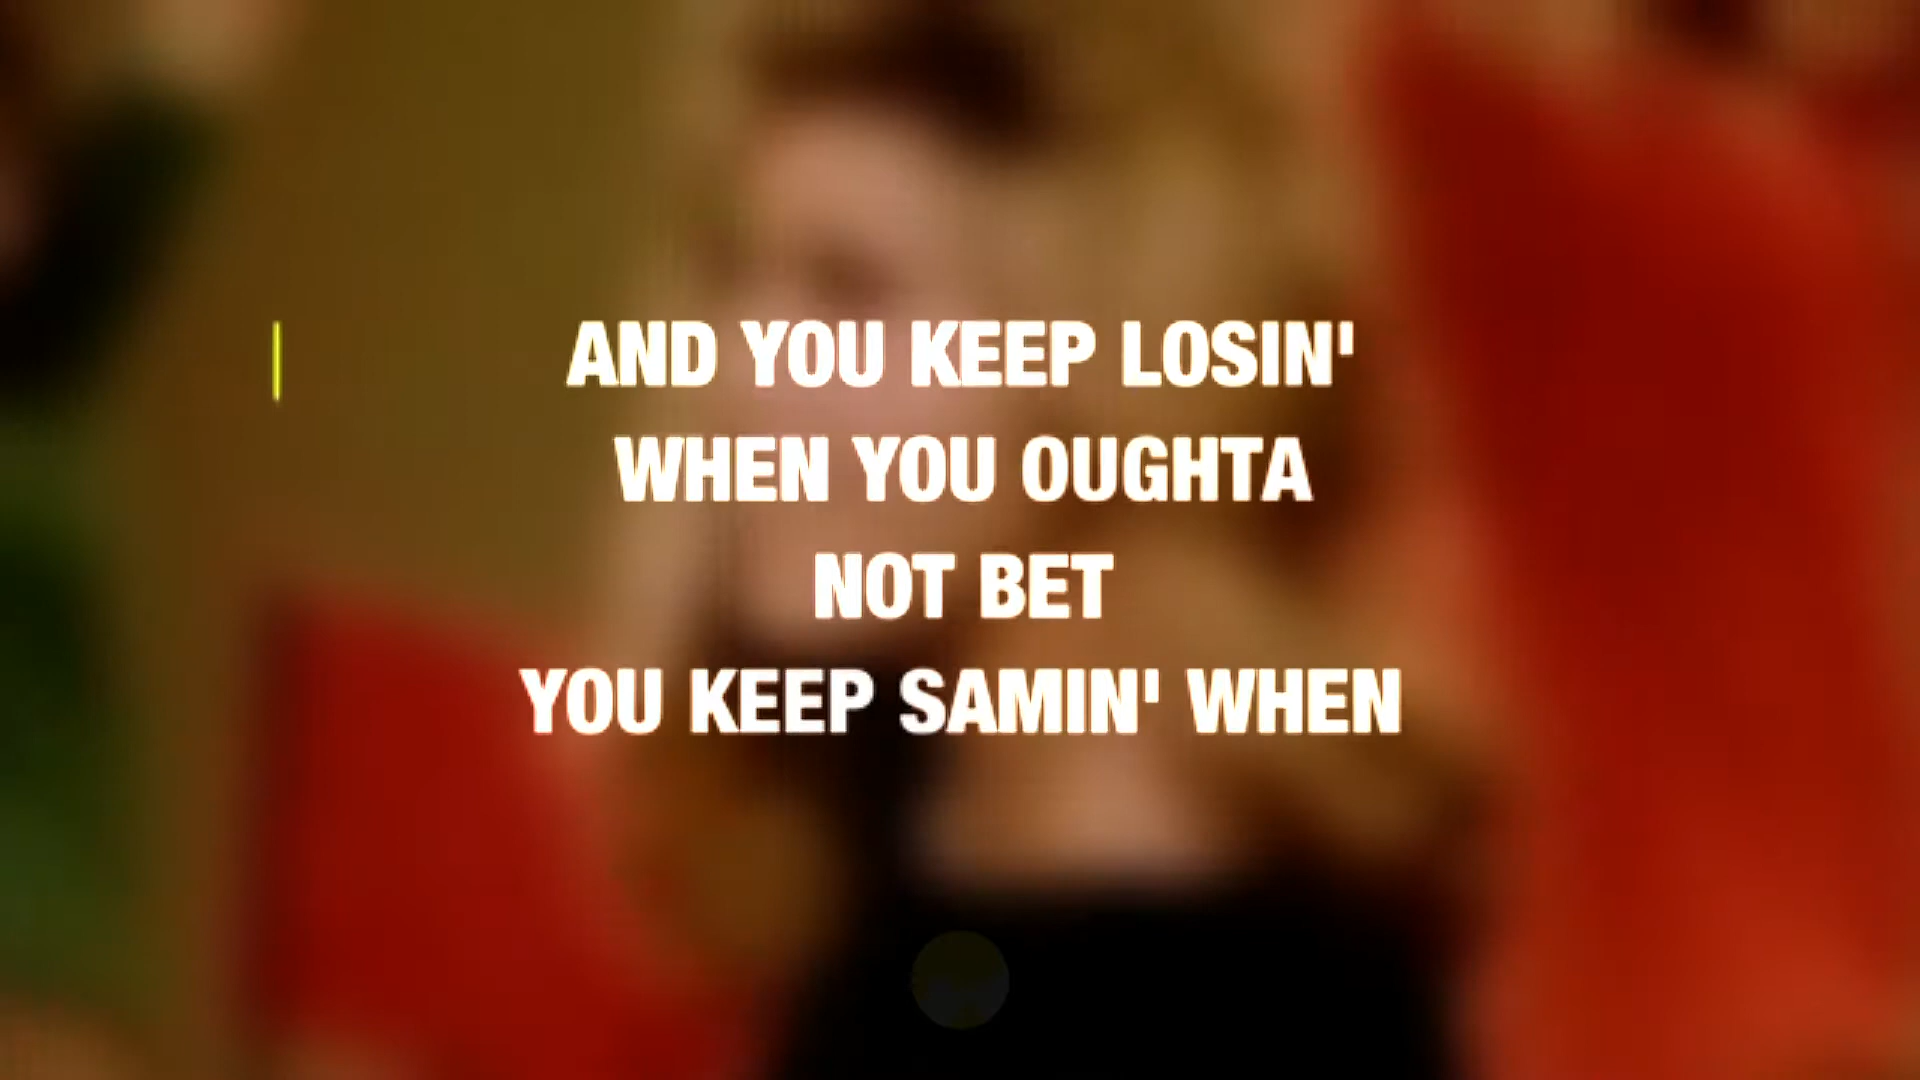 AND YOU KEEP LOSIN'
WHEN YOU OUGHTA
NOT BET
YOU KEEP SAMIN' WHEN